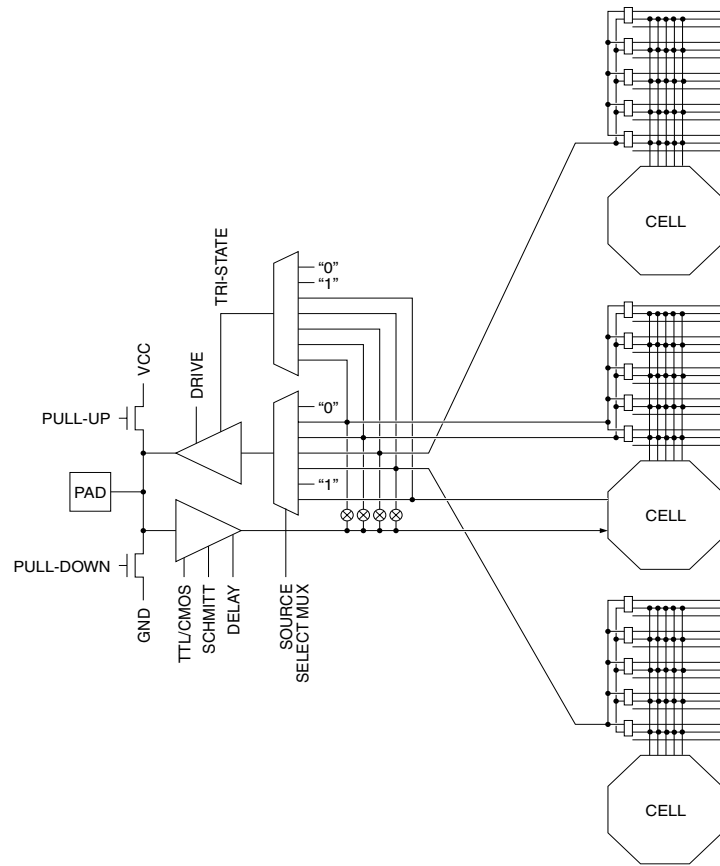 CELL
TRI-STATE
"0"
"1"
VCC
DRIVE
PULL-UP
"0"
PAD
"1"
CELL
PULL-DOWN
GND
TTL/CMOS
SCHMITT
DELAY
SOURCE
SELECT MUX
CELL